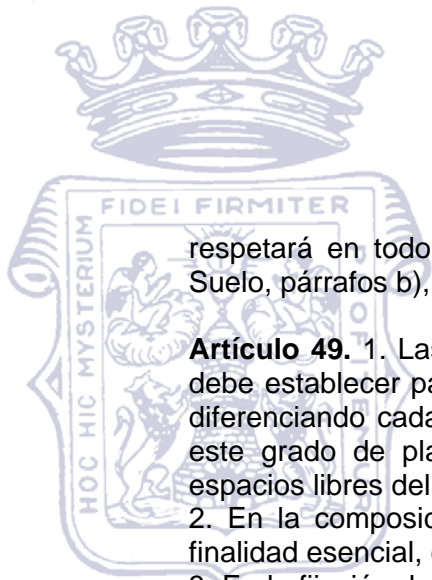 FIDEI FIRMITER
HOC HIC MYSTERIUM
respetará en todo
Suelo, párrafos b),
Artículo 49. 1. Las
debe establecer pa
diferenciando cada
este grado de pla
espacios libres del
2. En la composic
finalidad esencial,